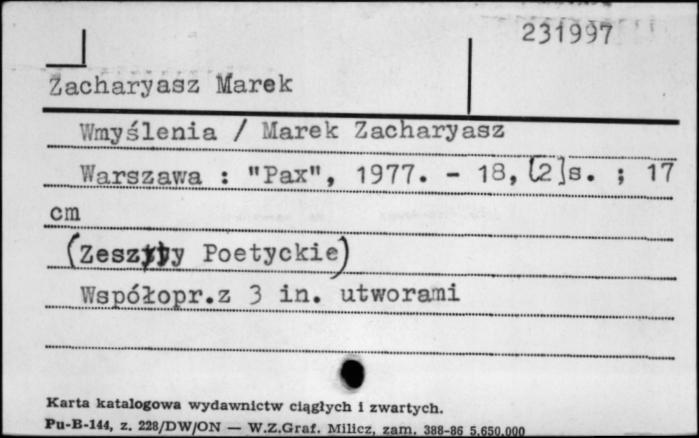 231997
Zacharyasz Marek
Wmyślenia / Marek Zacharyasz
Warszawa : "Pax", 1977. - 18, [2]s. ; 17
cm
(Zeszyty Poetyckie)
Współopr.z 3 in. utworami
Karta katalogowa wydawnictw ciągłych i zwartych.
Pu-B-144, z. 228/DW/ON — W.Z.Graf. Milicz, zam. 388-86 5.650.000